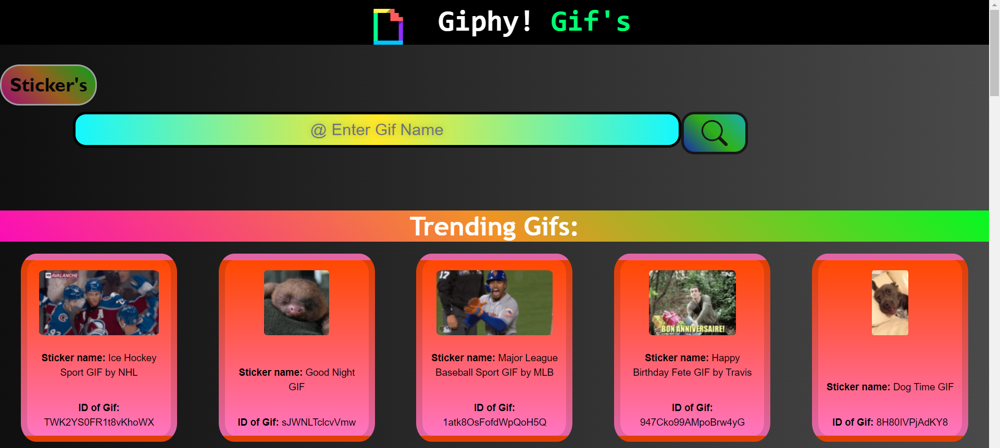 Giphy! Gif's
Sticker's
@ Enter Gif Name
Trending Gifs:
AVALANCHE
Sticker name: Ice Hockey
Sport GIF by NHL
ID of Gif:
TWK2YS0FR1t8vKhoWX
Sticker name: Good Night
GIF
ID of Gif: sJWNLTclcvVmw
17
Sticker name: Major League
Baseball Sport GIF by MLB
ID of Gif:
1atk8OsFofdWpQoH5Q
TRAVIS
BON ANNIVERSAIRE!
Sticker name: Happy
Birthday Fete GIF by Travis
ID of Gif:
947Cko99AMpoBrw4yG
Sticker name: Dog Time GIF
ID of Gif: 8H80IVPjAdKY8